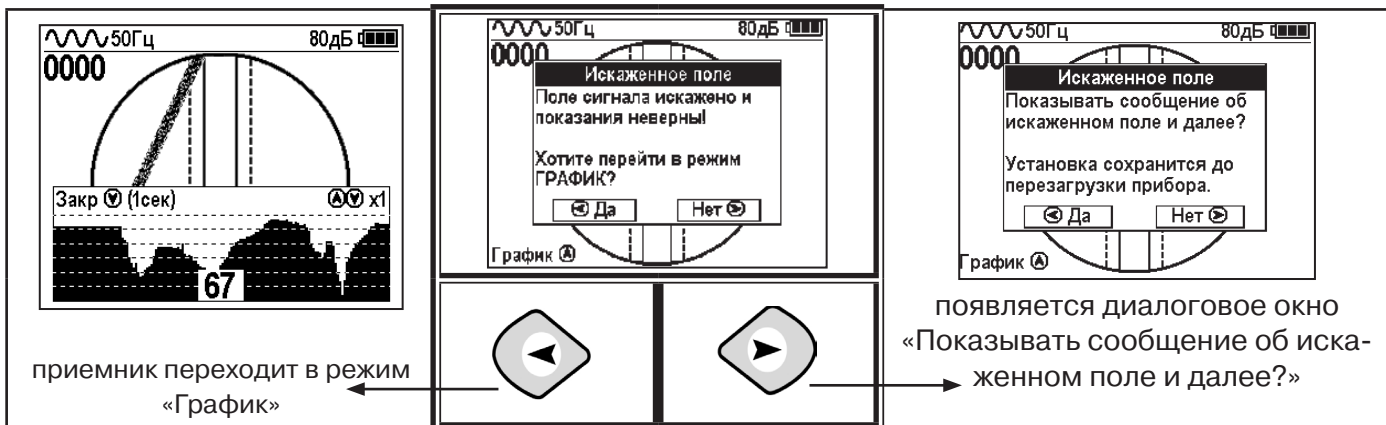 50Гц 80дБ
0000
Закр (1сек) x1
67
приемник переходит в режим
«График»
50Гц 80дБ
0000
Искаженное поле
Поле сигнала искажено и
показания неверны!
Хотите перейти в режим
ГРАФИК?
Да Нет
График
50Гц 80дБ
0000
Искаженное поле
Показывать сообщение об
искаженном поле и далее?
Установка сохранится до
перезагрузки прибора.
Да Нет
График
появляется диалоговое окно
«Показывать сообщение об иска-
женном поле и далее?»